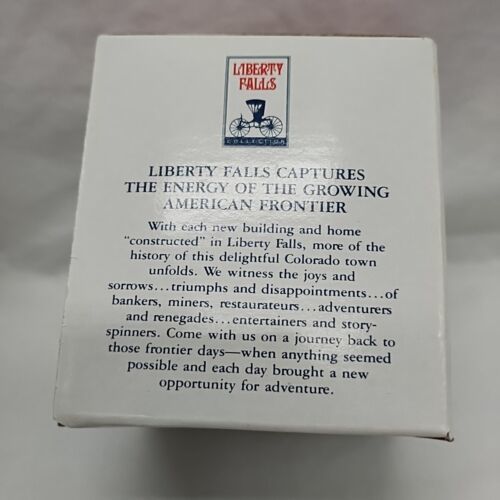 LIBERTY
FALLS
COLLECTION
LIBERTY FALLS CAPTURES
THE ENERGY OF THE GROWING
AMERICAN FRONTIER
With each new building and home
"constructed" in Liberty Falls, more of the
history of this delightful Colorado town
unfolds. We witness the joys and
sorrows...triumphs and disappointments...of
bankers, miners, restaurateurs...adventurers
and renegades...entertainers and story-
spinners. Come with us on a journey back to
those frontier days—when anything seemed
possible and each day brought a new
opportunity for adventure.